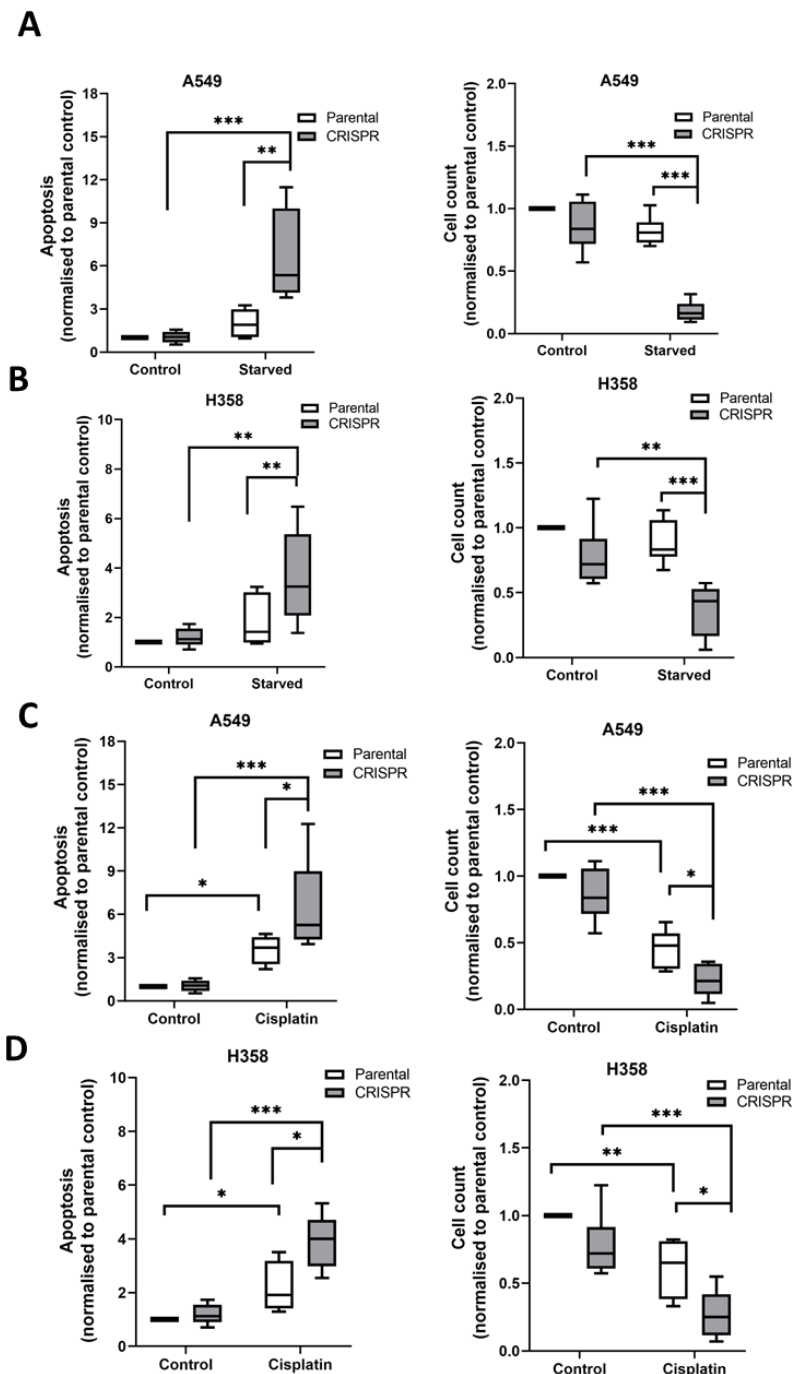 A
A549
Apoptosis
(normalised to parental control)
18
15
12
9
6
3
0
Parental
CRISPR
***
**
Control
Starved
A549
Cell count
(normalised to parental control)
2.0
1.5
1.0
0.5
0.0
Parental
CRISPR
***
***
Control
Starved
B
H358
Apoptosis
(normalised to parental control)
10
8
6
4
2
0
Parental
CRISPR
**
**
Control
Starved
H358
Cell count
(normalised to parental control)
2.0
1.5
1.0
0.5
0.0
Parental
CRISPR
**
***
Control
Starved
C
A549
Apoptosis
(normalised to parental control)
18
15
12
9
6
3
0
Parental
CRISPR
***
*
*
Control
Cisplatin
A549
Cell count
(normalised to parental control)
2.0
1.5
1.0
0.5
0.0
Parental
CRISPR
***
***
*
Control
Cisplatin
D
H358
Apoptosis
(normalised to parental control)
10
8
6
4
2
0
Parental
CRISPR
***
*
*
Control
Cisplatin
H358
Cell count
(normalised to parental control)
2.0
1.5
1.0
0.5
0.0
Parental
CRISPR
***
**
*
Control
Cisplatin